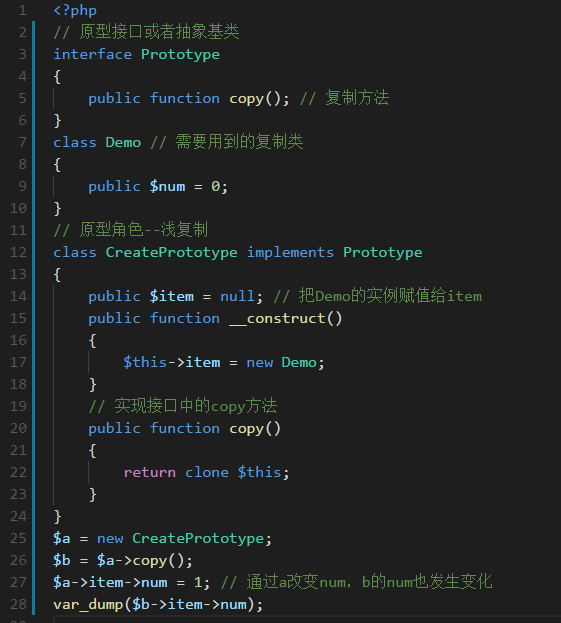 1 <?php
2 // 原型接口或者抽象基类
3 interface Prototype
4 {
5     public function copy(); // 复制方法
6 }
7 class Demo // 需要用到的复制类
8 {
9     public $num = 0;
10 }
11 // 原型角色--浅复制
12 class CreatePrototype implements Prototype
13 {
14     public $item = null; // 把Demo的实例赋值给item
15     public function __construct()
16     {
17         $this->item = new Demo;
18     }
19     // 实现接口中的copy方法
20     public function copy()
21     {
22         return clone $this;
23     }
24 }
25 $a = new CreatePrototype;
26 $b = $a->copy();
27 $a->item->num = 1; // 通过a改变num，b的num也发生变化
28 var_dump($b->item->num);